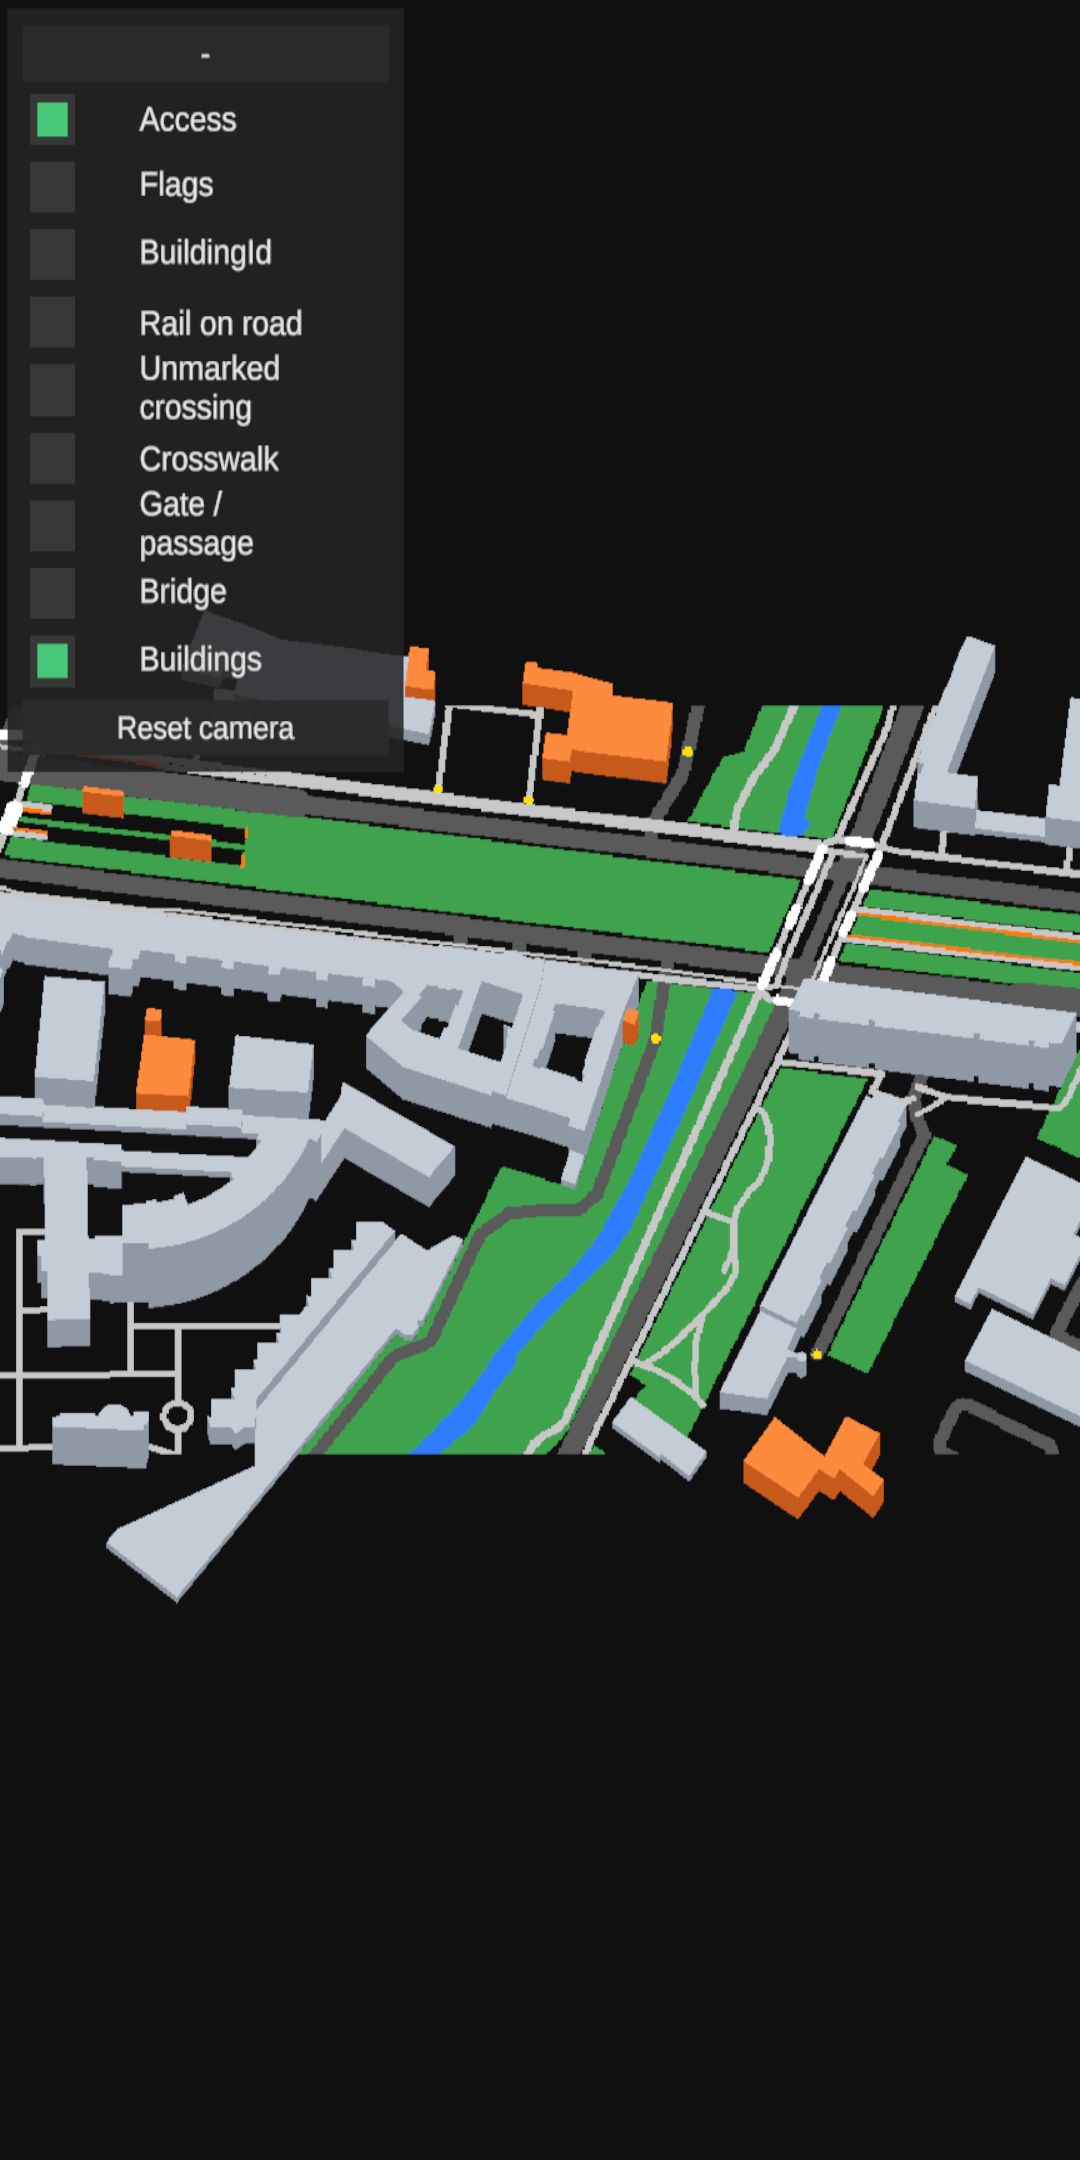 -
Access
Flags
BuildingId
Rail on road
Unmarked
crossing
Crosswalk
Gate /
passage
Bridge
Buildings
Reset camera